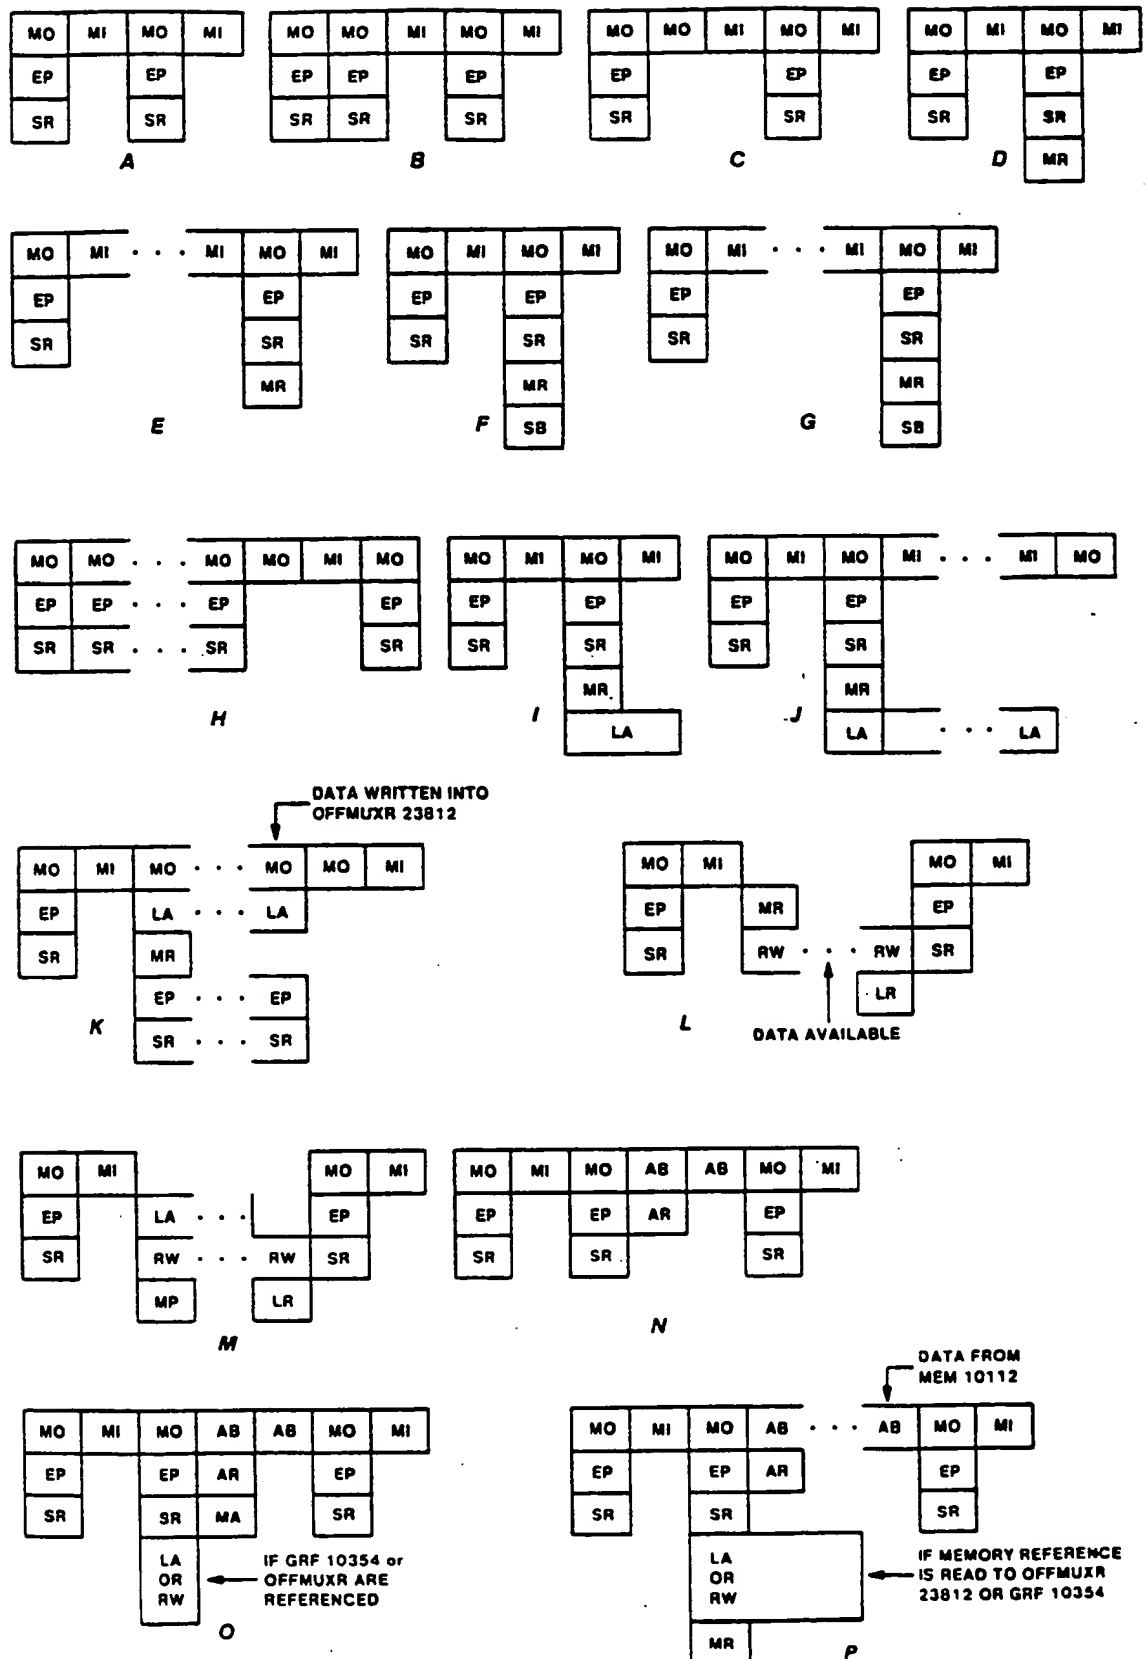 MO MI MO MI
EP EP
SR SR
A
MO MO MI MO MI
EP EP EP
SR SR SR
B
MO MO MI MO MI
EP EP
SR SR
C
MO MI MO MI
EP EP
SR SR
MR
D
MO MI · · · MI MO MI
EP EP
SR SR
MR
E
MO MI MO MI
EP EP
SR SR
MR
SB
F
MO MI · · · MI MO MI
EP EP
SR SR
MR
SB
G
MO MO · · · MO MO MI MO
EP EP · · · EP EP
SR SR · · · SR SR
H
MO MI MO MI
EP EP
SR SR
MR
LA
I
MO MI MO MI · · · MI MO
EP EP
SR SR
MR
LA · · · LA
J
DATA WRITTEN INTO
OFFMUXR 23812
MO MI MO · · · MO MO MI
EP LA · · · LA
SR MR
EP · · · EP
SR · · · SR
K
MO MI MO MI
EP MR EP
SR RW · · · RW SR
LR
DATA AVAILABLE
L
MO MI MO MI
EP LA · · · EP
SR RW · · · RW SR
MP LR
M
MO MI MO AB AB MO MI
EP EP AR EP
SR SR SR
N
MO MI MO AB AB MO MI
EP EP AR EP
SR SR MA SR
LA
OR
RW
IF GRF 10354 or
OFFMUXR ARE
REFERENCED
O
DATA FROM
MEM 10112
MO MI MO AB · · · AB MO MI
EP EP AR EP
SR SR SR
LA
OR
RW
MR
IF MEMORY REFERENCE
IS READ TO OFFMUXR
23812 OR GRF 10354
P